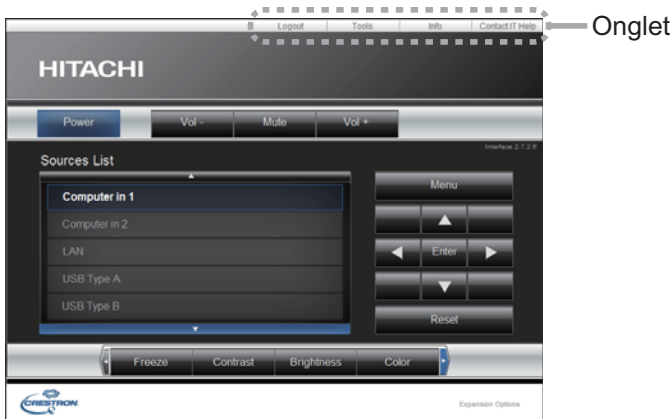 Logout Tools Info Contact IT Help
Onglet
HITACHI
Power Vol - Mute Vol +
Interface 2.7.2.8
Sources List
Computer in 1
Computer in 2
LAN
USB Type A
USB Type B
Menu
Enter
Reset
Freeze Contrast Brightness Color
CRESTRON
Expansion Options